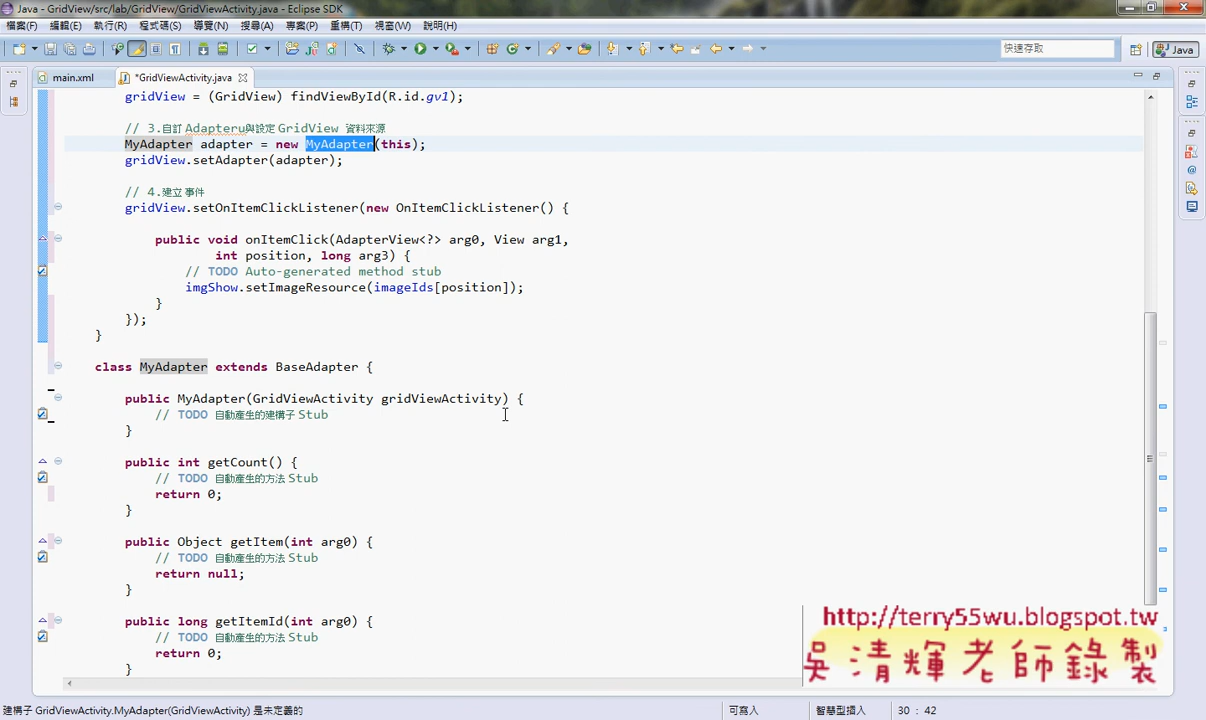 Java - GridView/src/lab/GridView/GridViewActivity.java - Eclipse SDK
檔案(F) 編輯(E) 執行(R) 程式碼(S) 導覽(N) 搜尋(A) 專案(P) 重構(T) 視窗(W) 說明(H)
快速存取 Java
main.xml *GridViewActivity.java
gridView = (GridView) findViewById(R.id.gv1);
// 3.自訂 Adapteru與設定 GridView 資料來源
MyAdapter adapter = new MyAdapter(this);
gridView.setAdapter(adapter);
// 4.建立 事件
gridView.setOnItemClickListener(new OnItemClickListener() {
public void onItemClick(AdapterView<?> arg0, View arg1,
int position, long arg3) {
// TODO Auto-generated method stub
imgShow.setImageResource(imageIds[position]);
}
});
}
class MyAdapter extends BaseAdapter {
public MyAdapter(GridViewActivity gridViewActivity) {
// TODO 自動產生的建構子 Stub
}
public int getCount() {
// TODO 自動產生的方法 Stub
return 0;
}
public Object getItem(int arg0) {
// TODO 自動產生的方法 Stub
return null;
}
public long getItemId(int arg0) {
// TODO 自動產生的方法 Stub
return 0;
}
http://terry55wu.blogspot.tw
吳清輝老師錄製
建構子 GridViewActivity.MyAdapter(GridViewActivity) 是未定義的 可寫入 智慧型插入 30 : 42